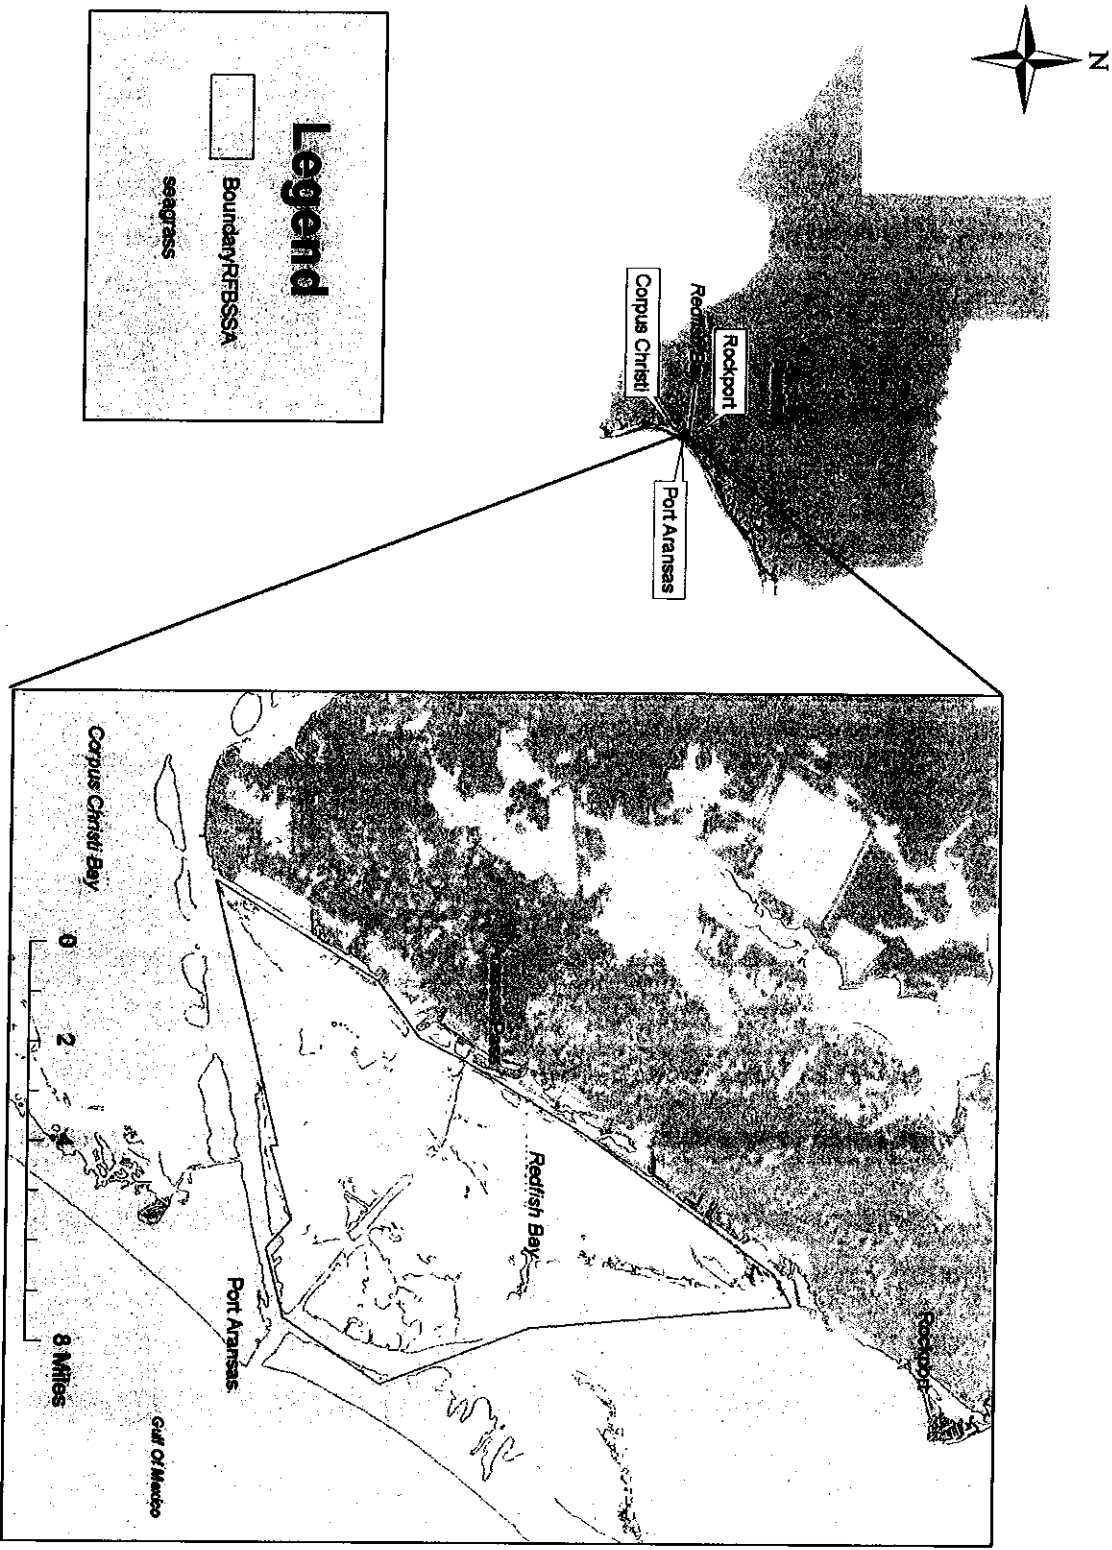 N
Rockport
Redfish Bay
Corpus Christi
Port Aransas
Legend
BoundaryRFBSSA
seagrass
Rockport
Redfish Bay
Port Aransas
Gulf Of Mexico
Corpus Christi Bay
0 2 4 8 Miles